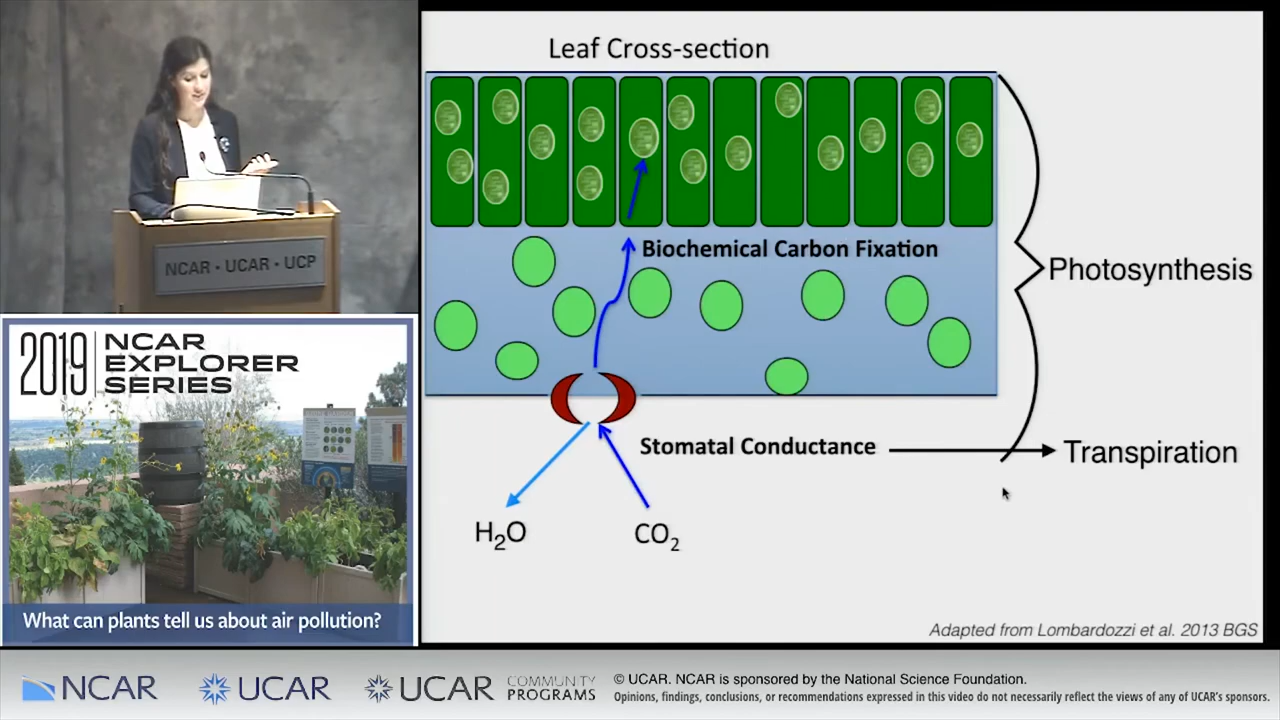 Leaf Cross-section
Biochemical Carbon Fixation
Photosynthesis
Stomatal Conductance
Transpiration
H₂O
CO₂
Adapted from Lombardozzi et al. 2013 BGS
NCAR • UCAR • UCP
2019 NCAR
EXPLORER
SERIES
What can plants tell us about air pollution?
NCAR
UCAR
UCAR
COMMUNITY
PROGRAMS
© UCAR. NCAR is sponsored by the National Science Foundation.
Opinions, findings, conclusions, or recommendations expressed in this video do not necessarily reflect the views of any of UCAR's sponsors.